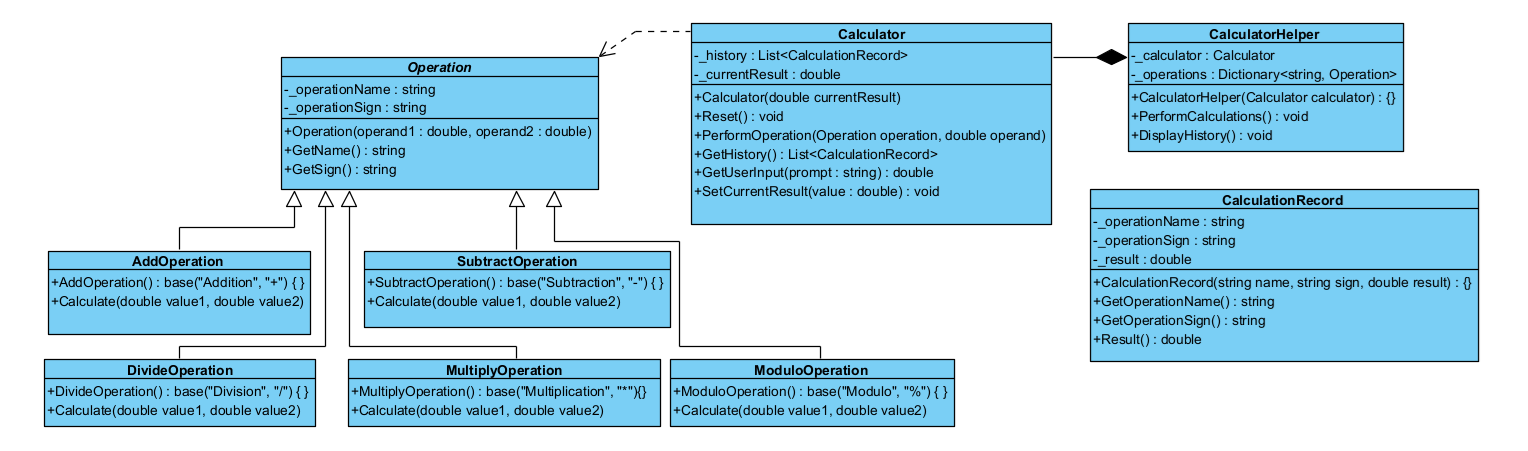 Operation
-_operationName : string
-_operationSign : string
+Operation(operand1 : double, operand2 : double)
+GetName() : string
+GetSign() : string
Calculator
-_history : List<CalculationRecord>
-_currentResult : double
+Calculator(double currentResult)
+Reset() : void
+PerformOperation(Operation operation, double operand)
+GetHistory() : List<CalculationRecord>
+GetUserInput(prompt : string) : double
+SetCurrentResult(value : double) : void
CalculatorHelper
-_calculator : Calculator
-_operations : Dictionary<string, Operation>
+CalculatorHelper(Calculator calculator) : {}
+PerformCalculations() : void
+DisplayHistory() : void
CalculationRecord
-_operationName : string
-_operationSign : string
-_result : double
+CalculationRecord(string name, string sign, double result) : {}
+GetOperationName() : string
+GetOperationSign() : string
+Result() : double
AddOperation
+AddOperation() : base("Addition", "+") { }
+Calculate(double value1, double value2)
SubtractOperation
+SubtractOperation() : base("Subtraction", "-") { }
+Calculate(double value1, double value2)
DivideOperation
+DivideOperation() : base("Division", "/") { }
+Calculate(double value1, double value2)
MultiplyOperation
+MultiplyOperation() : base("Multiplication", "*"){}
+Calculate(double value1, double value2)
ModuloOperation
+ModuloOperation() : base("Modulo", "%") { }
+Calculate(double value1, double value2)